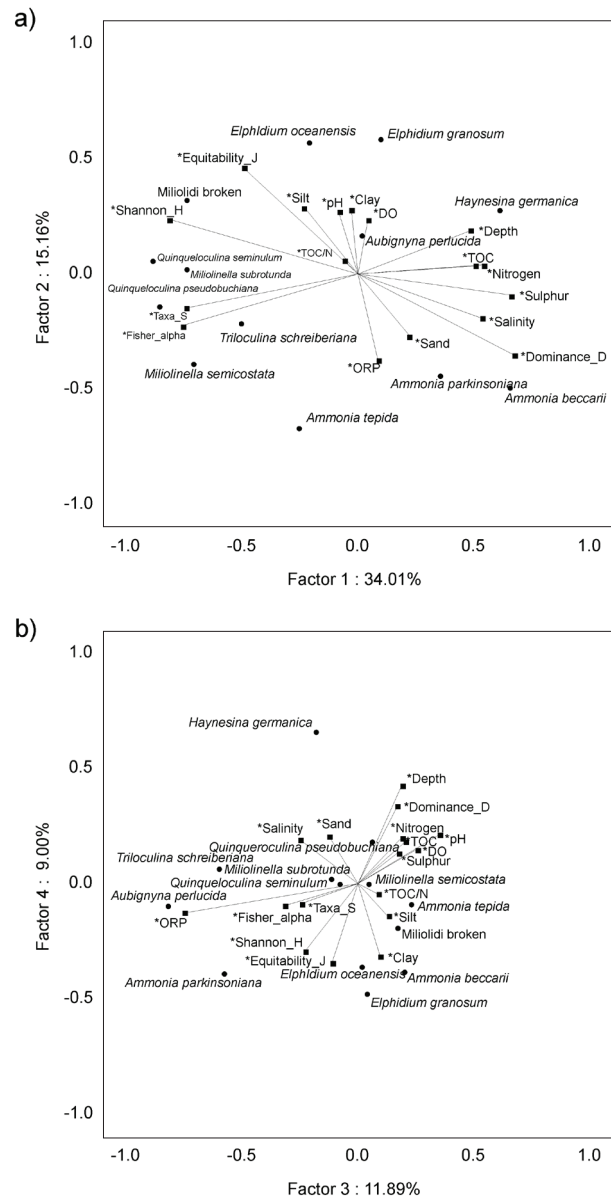 a)
1.0
Elphldium oceanensis
Elphidium granosum
0.5
*Equitability_J
Miliolidi broken
*Silt
*pH
*Clay
Haynesina germanica
*Shannon_H
*DO
*Depth
Aubignyna perlucida
Quinqueloculina seminulum
*TOC/N
*TOC
Miliolinella subrotunda
*Nitrogen
0.0
Quinqueloculina pseudobuchiana
*Sulphur
*Taxa_S
*Salinity
*Fisher_alpha
Triloculina schreiberiana
*Sand
*Dominance_D
*ORP
Miliolinella semicostata
Ammonia parkinsoniana
-0.5
Ammonia beccarii
Ammonia tepida
-1.0
Factor 2 : 15.16%
-1.0 -0.5 0.0 0.5 1.0
Factor 1 : 34.01%
b)
1.0
Haynesina germanica
0.5
*Depth
*Dominance_D
*Salinity
*Sand
*Nitrogen
*pH
Quinqueroculina pseudobuchiana
*TOC
*DO
Triloculina schreiberiana
*Sulphur
Miliolinella subrotunda
0.0
Quinqueloculina seminulum
Miliolinella semicostata
Aubignyna perlucida
*TOC/N
*ORP
*Fisher_alpha
*Taxa_S
Ammonia tepida
*Silt
Miliolidi broken
*Shannon_H
*Equitability_J
*Clay
Ammonia parkinsoniana
Elphidium oceanensis
Ammonia beccarii
-0.5
Elphidium granosum
-1.0
Factor 4 : 9.00%
-1.0 -0.5 0.0 0.5 1.0
Factor 3 : 11.89%